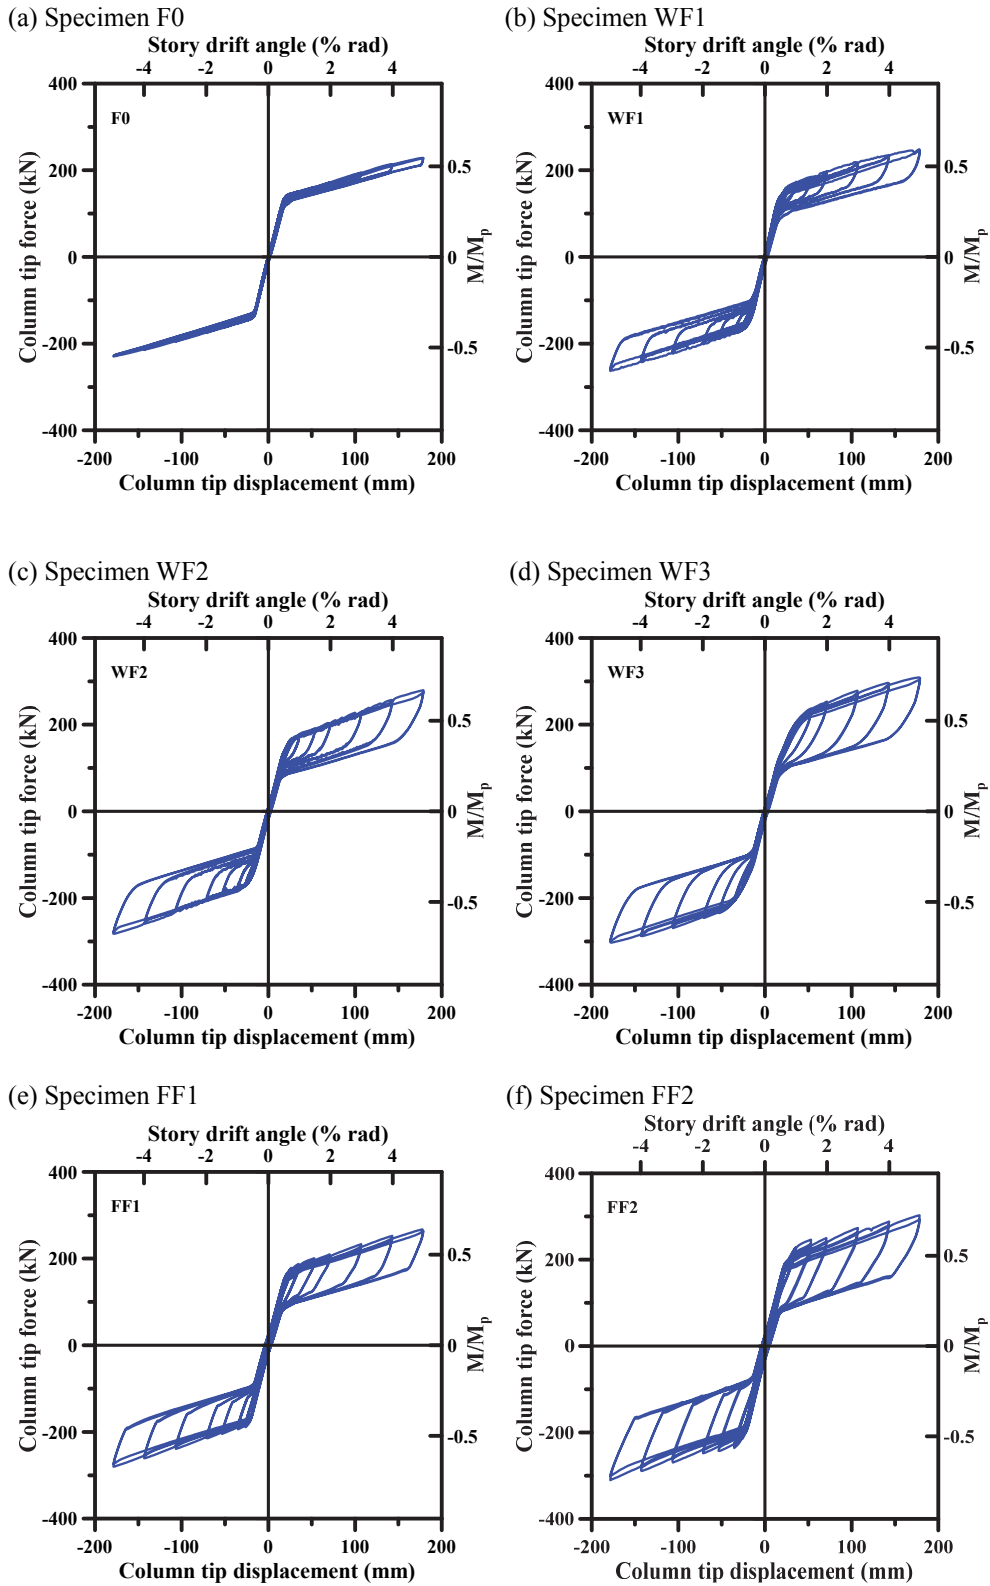 (a) Specimen F0
Story drift angle (% rad)
-4 -2 0 2 4
400
200
0
-200
-400
Column tip force (kN)
F0
0.5
0
-0.5
M/Mp
-200 -100 0 100 200
Column tip displacement (mm)
(b) Specimen WF1
Story drift angle (% rad)
-4 -2 0 2 4
400
200
0
-200
-400
Column tip force (kN)
WF1
0.5
0
-0.5
M/Mp
-200 -100 0 100 200
Column tip displacement (mm)
(c) Specimen WF2
Story drift angle (% rad)
-4 -2 0 2 4
400
200
0
-200
-400
Column tip force (kN)
WF2
0.5
0
-0.5
M/Mp
-200 -100 0 100 200
Column tip displacement (mm)
(d) Specimen WF3
Story drift angle (% rad)
-4 -2 0 2 4
400
200
0
-200
-400
Column tip force (kN)
WF3
0.5
0
-0.5
M/Mp
-200 -100 0 100 200
Column tip displacement (mm)
(e) Specimen FF1
Story drift angle (% rad)
-4 -2 0 2 4
400
200
0
-200
-400
Column tip force (kN)
FF1
0.5
0
-0.5
M/Mp
-200 -100 0 100 200
Column tip displacement (mm)
(f) Specimen FF2
Story drift angle (% rad)
-4 -2 0 2 4
400
200
0
-200
-400
Column tip force (kN)
FF2
0.5
0
-0.5
M/Mp
-200 -100 0 100 200
Column tip displacement (mm)